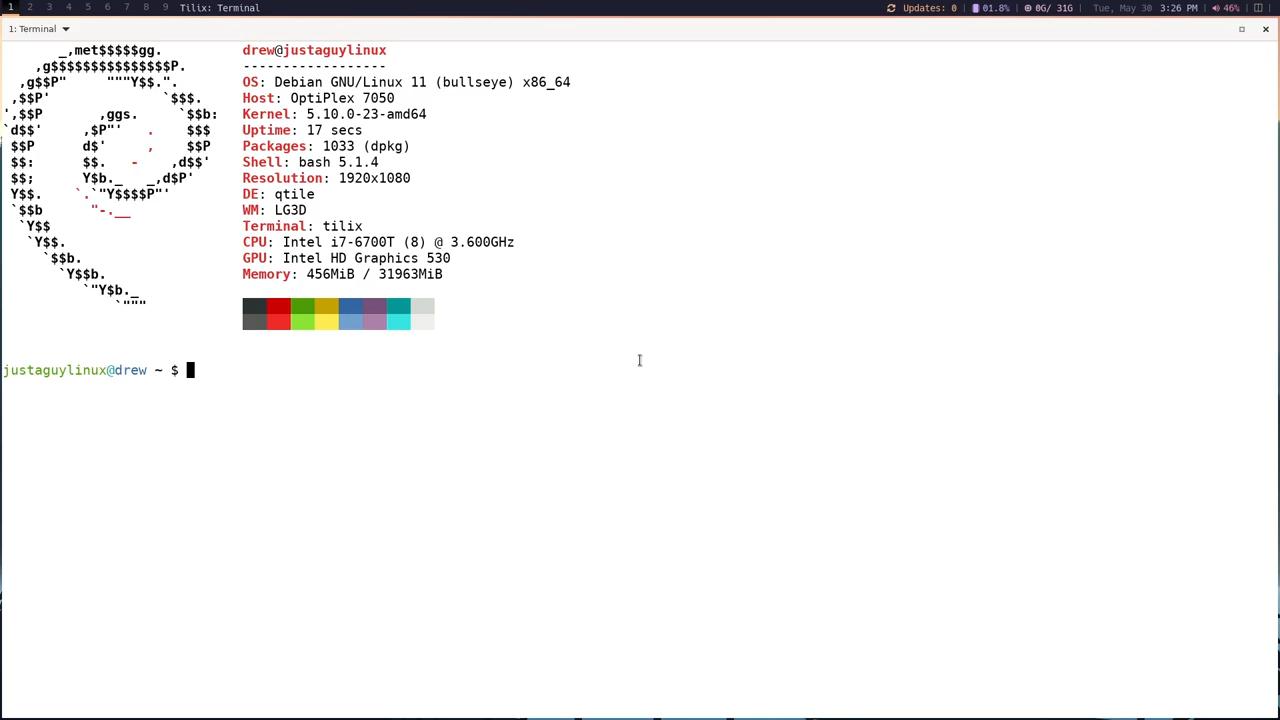 1 2 3 4 5 6 7 8 9 Tilix: Terminal Updates: 0 | 01.8% | 0G/ 31G | Tue, May 30 3:26 PM | 46% |
1: Terminal
       _,met$$$$$gg.
    ,g$$$$$$$$$$$$$$$P.
  ,g$$P"     """Y$$.".
 ,$$P'              `$$$.
',$$P       ,ggs.     `$$b:
`d$$'     ,$P"'   .    $$$
 $$P      d$'     ,    $$P
 $$:      $$.   -    ,d$$'
 $$;      Y$b._   _,d$P'
 Y$$.    `.`"Y$$$$P"'
 `$$b      "-.__
  `Y$$
   `Y$$.
     `$$b.
       `Y$$b.
          `"Y$b._
              `"""
drew@justaguylinux
------------------
OS: Debian GNU/Linux 11 (bullseye) x86_64
Host: OptiPlex 7050
Kernel: 5.10.0-23-amd64
Uptime: 17 secs
Packages: 1033 (dpkg)
Shell: bash 5.1.4
Resolution: 1920x1080
DE: qtile
WM: LG3D
Terminal: tilix
CPU: Intel i7-6700T (8) @ 3.600GHz
GPU: Intel HD Graphics 530
Memory: 456MiB / 31963MiB
justaguylinux@drew ~ $